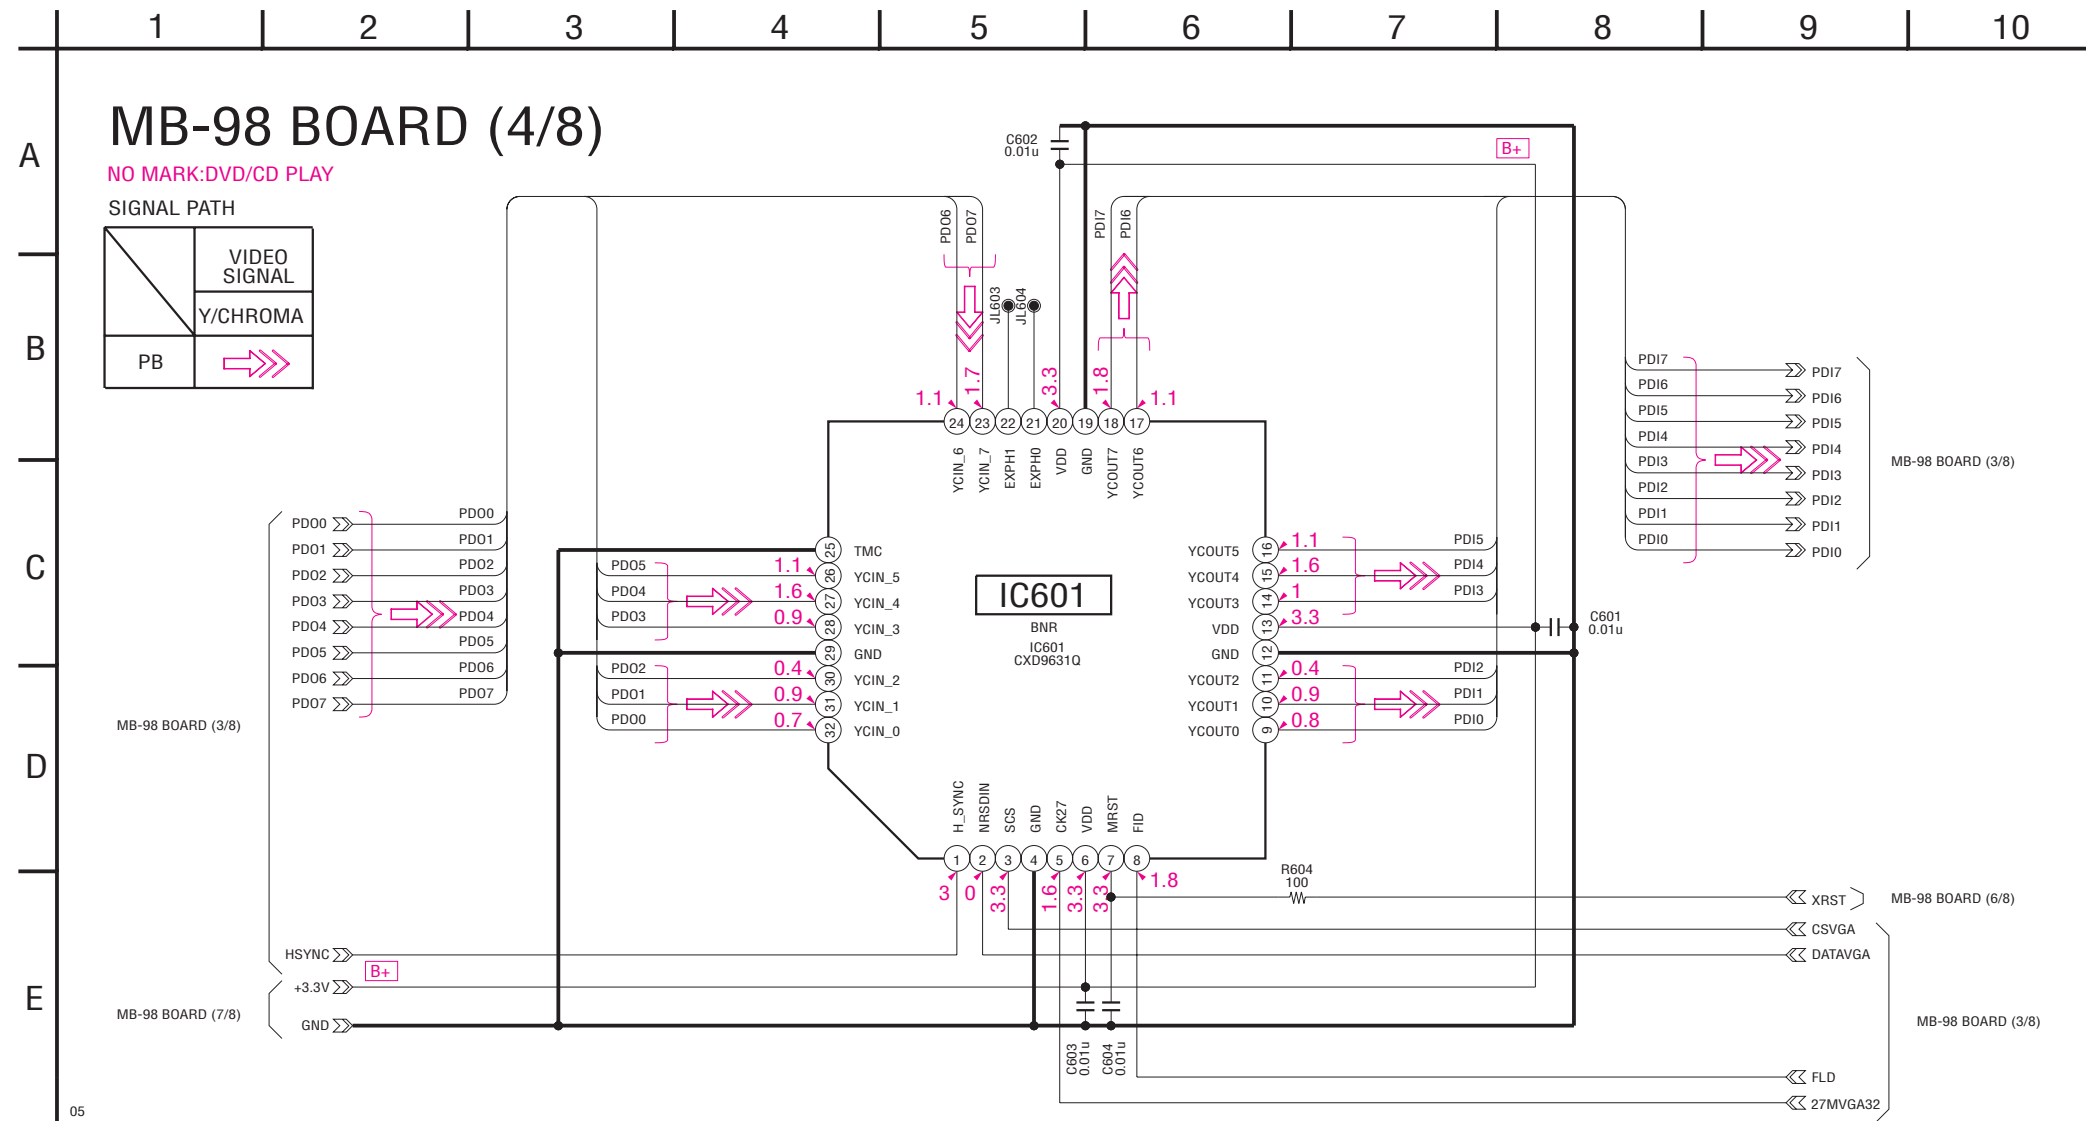 1 2 3 4 5 6 7 8 9 10
A
B
C
D
E
MB-98 BOARD (4/8)
NO MARK:DVD/CD PLAY
SIGNAL PATH
VIDEO
SIGNAL
Y/CHROMA
PB
C602
0.01u
B+
PDO6
PDO7
PDI7
PDI6
JL603
JL604
1.1
1.7
3.3
1.8
1.1
24 23 22 21 20 19 18 17
YCIN_6
YCIN_7
EXPH1
EXPH0
VDD
GND
YCOUT7
YCOUT6
PDI7 PDI7
PDI6 PDI6
PDI5 PDI5
PDI4 PDI4
PDI3 PDI3
PDI2 PDI2
PDI1 PDI1
PDI0 PDI0
MB-98 BOARD (3/8)
PDO0 PDO0
PDO1 PDO1
PDO2 PDO2
PDO3 PDO3
PDO4 PDO4
PDO5 PDO5
PDO6 PDO6
PDO7 PDO7
MB-98 BOARD (3/8)
25 TMC
PDO5 1.1 26 YCIN_5
PDO4 1.6 27 YCIN_4
PDO3 0.9 28 YCIN_3
29 GND
PDO2 0.4 30 YCIN_2
PDO1 0.9 31 YCIN_1
PDO0 0.7 32 YCIN_0
IC601
BNR
IC601
CXD9631Q
YCOUT5 16 1.1 PDI5
YCOUT4 15 1.6 PDI4
YCOUT3 14 1 PDI3
VDD 13 3.3
GND 12
YCOUT2 11 0.4 PDI2
YCOUT1 10 0.9 PDI1
YCOUT0 9 0.8 PDI0
C601
0.01u
H_SYNC
NRSDIN
SCS
GND
CK27
VDD
MRST
FID
1 2 3 4 5 6 7 8
3
0
3.3
1.6
3.3
3.3
1.8
R604
100
XRST
MB-98 BOARD (6/8)
CSVGA
DATAVGA
HSYNC
B+
+3.3V
GND
MB-98 BOARD (7/8)
C603
0.01u
C604
0.01u
MB-98 BOARD (3/8)
FLD
27MVGA32
05